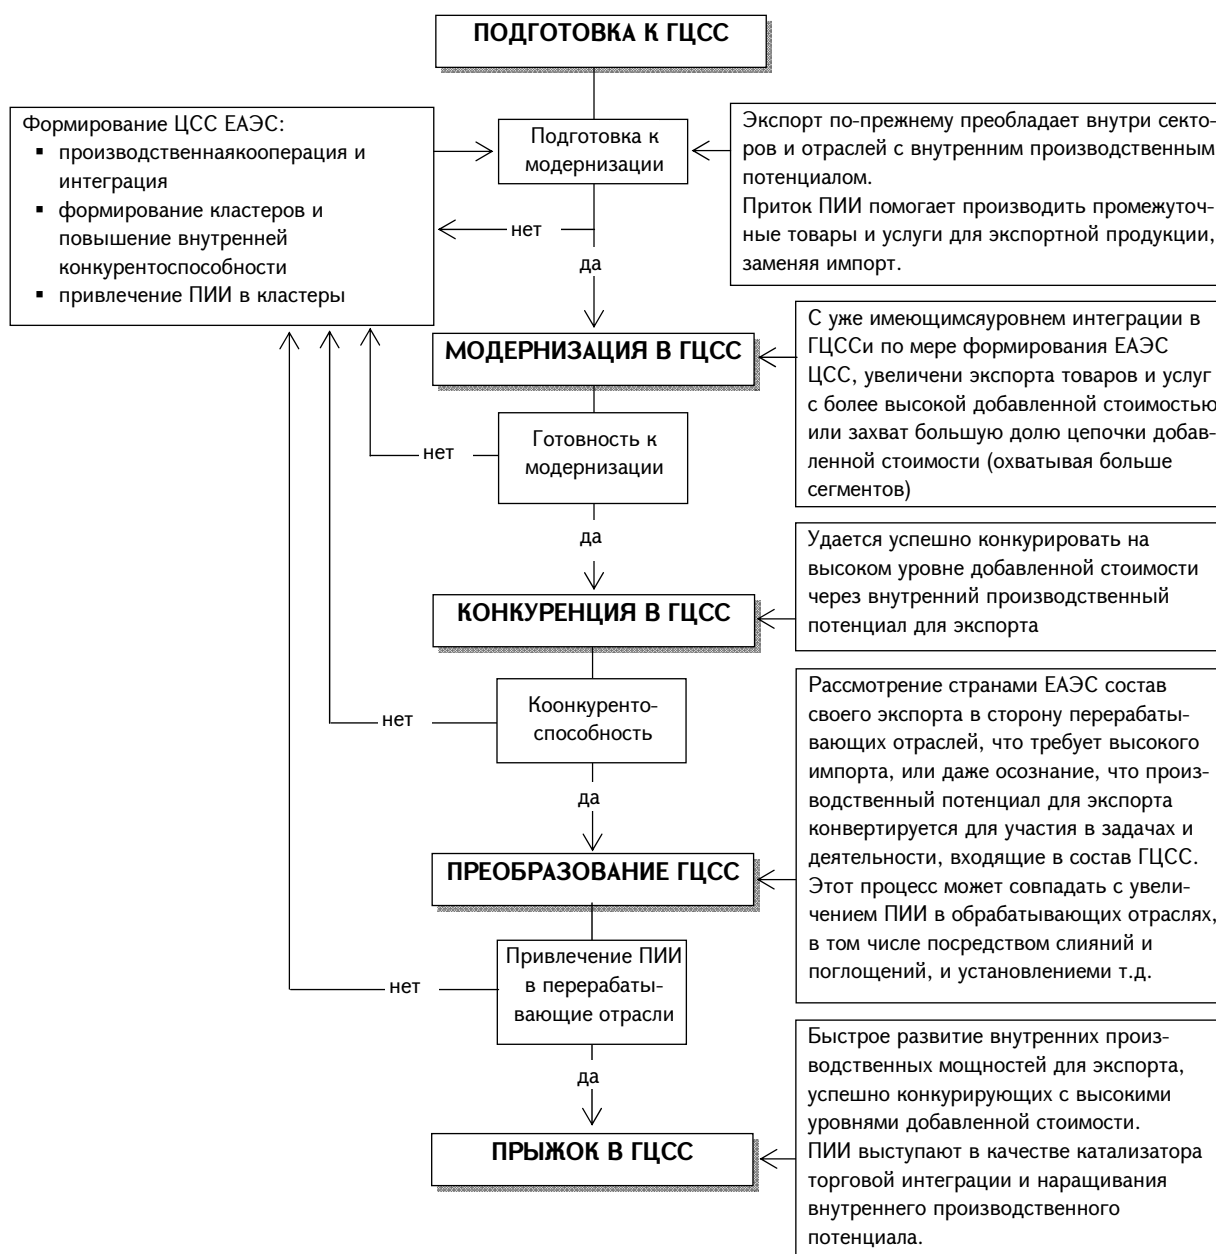 ПОДГОТОВКА К ГЦСС
Формирование ЦСС ЕАЭС:
▪ производственнаякооперация и
интеграция
▪ формирование кластеров и
повышение внутренней
конкурентоспособности
▪ привлечение ПИИ в кластеры
Подготовка к
модернизации
Экспорт по-прежнему преобладает внутри секто-
ров и отраслей с внутренним производственным
потенциалом.
Приток ПИИ помогает производить промежуточ-
ные товары и услуги для экспортной продукции,
заменяя импорт.
нет
да
МОДЕРНИЗАЦИЯ В ГЦСС
С уже имеющимсяуровнем интеграции в
ГЦССи по мере формирования ЕАЭС
ЦСС, увеличени экспорта товаров и услуг
с более высокой добавленной стоимостью
или захват большую долю цепочки добав-
ленной стоимости (охватывая больше
сегментов)
Готовность к
модернизации
нет
да
КОНКУРЕНЦИЯ В ГЦСС
Удается успешно конкурировать на
высоком уровне добавленной стоимости
через внутренний производственный
потенциал для экспорта
Коонкуренто-
способность
нет
да
Рассмотрение странами ЕАЭС состав
своего экспорта в сторону перерабаты-
вающих отраслей, что требует высокого
импорта, или даже осознание, что произ-
водственный потенциал для экспорта
конвертируется для участия в задачах и
деятельности, входящие в состав ГЦСС.
Этот процесс может совпадать с увели-
чением ПИИ в обрабатывающих отраслях,
в том числе посредством слияний и
поглощений, и установлениеми т.д.
ПРЕОБРАЗОВАНИЕ ГЦСС
Привлечение ПИИ
в перерабаты-
вающие отрасли
нет
да
ПРЫЖОК В ГЦСС
Быстрое развитие внутренних произ-
водственных мощностей для экспорта,
успешно конкурирующих с высокими
уровнями добавленной стоимости.
ПИИ выступают в качестве катализатора
торговой интеграции и наращивания
внутреннего производственного
потенциала.